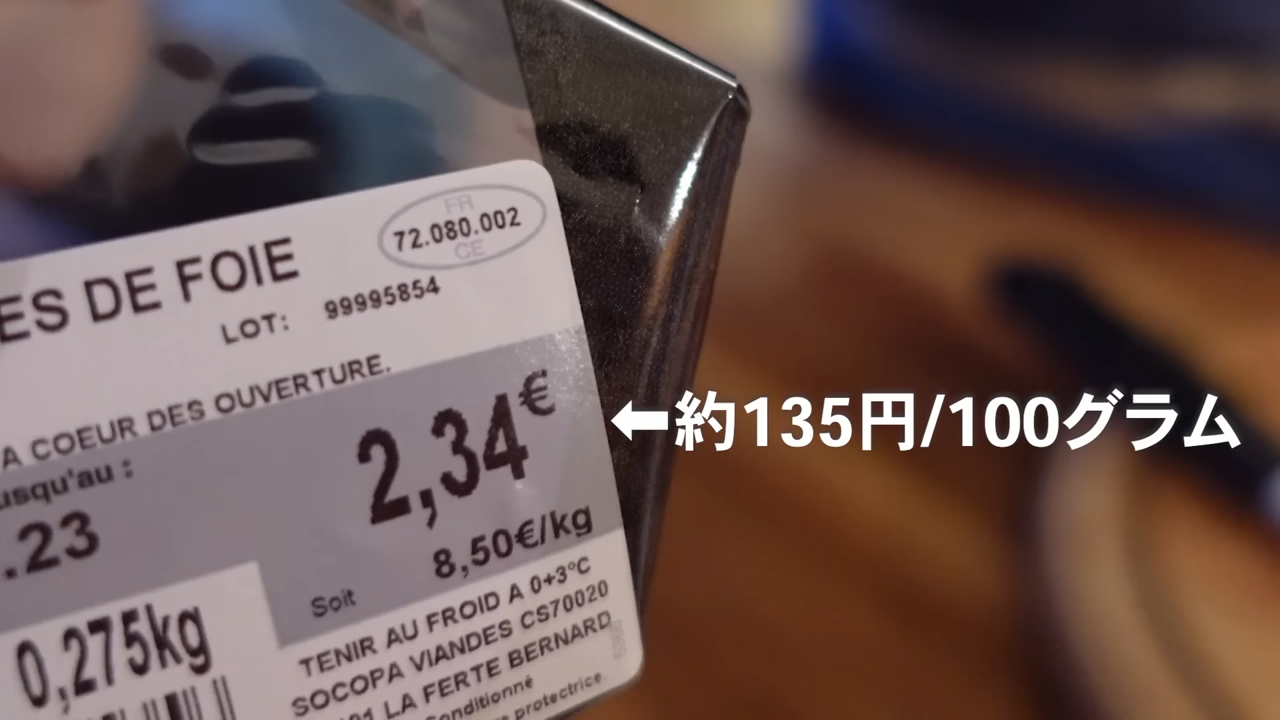 FR
72.080.002
CE
ES DE FOIE
LOT: 99995854
A COEUR DES OUVERTURE.
usqu'au :
.23
2,34€
Soit 8,50€/kg
0,275kg
TENIR AU FROID A 0+3°C
SOCOPA VIANDES CS70020
LA FERTE BERNARD
Conditionné
protectrice.
←約135円/100グラム